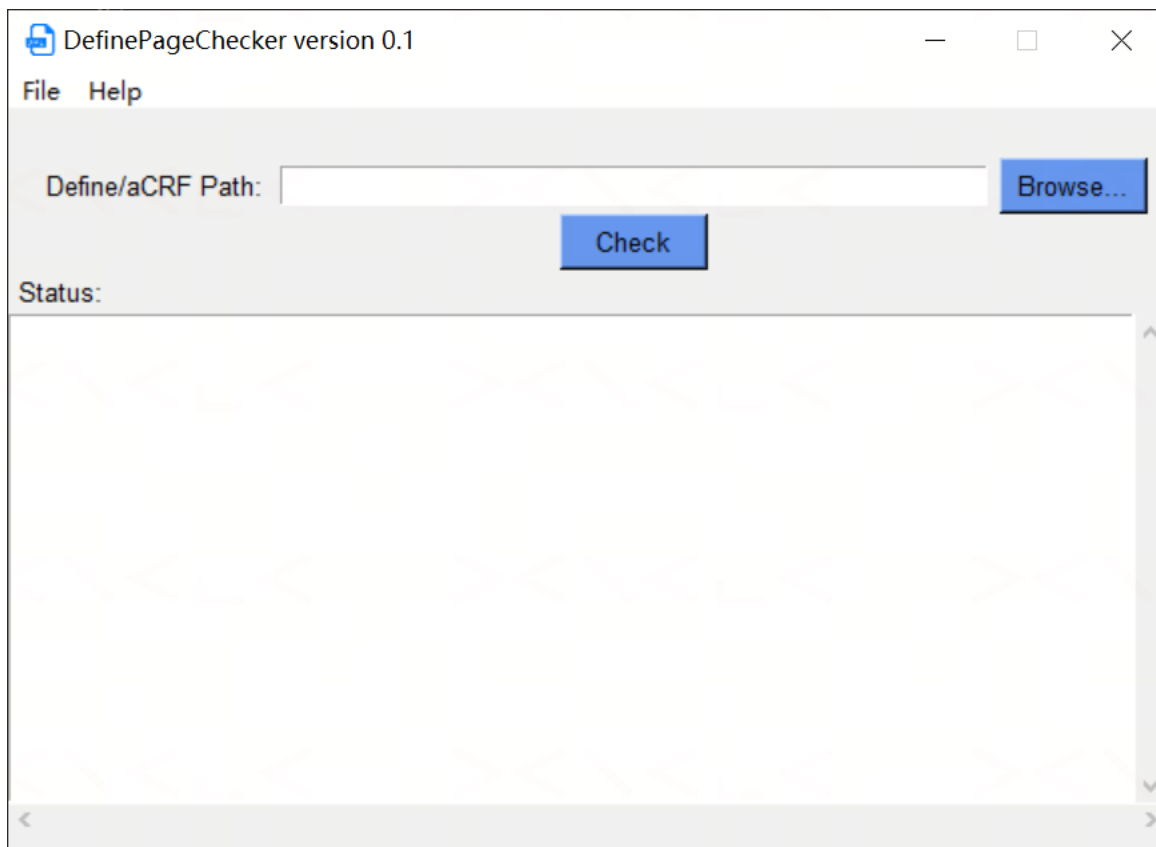 DefinePageChecker version 0.1
File Help
Define/aCRF Path: Browse...
Check
Status: